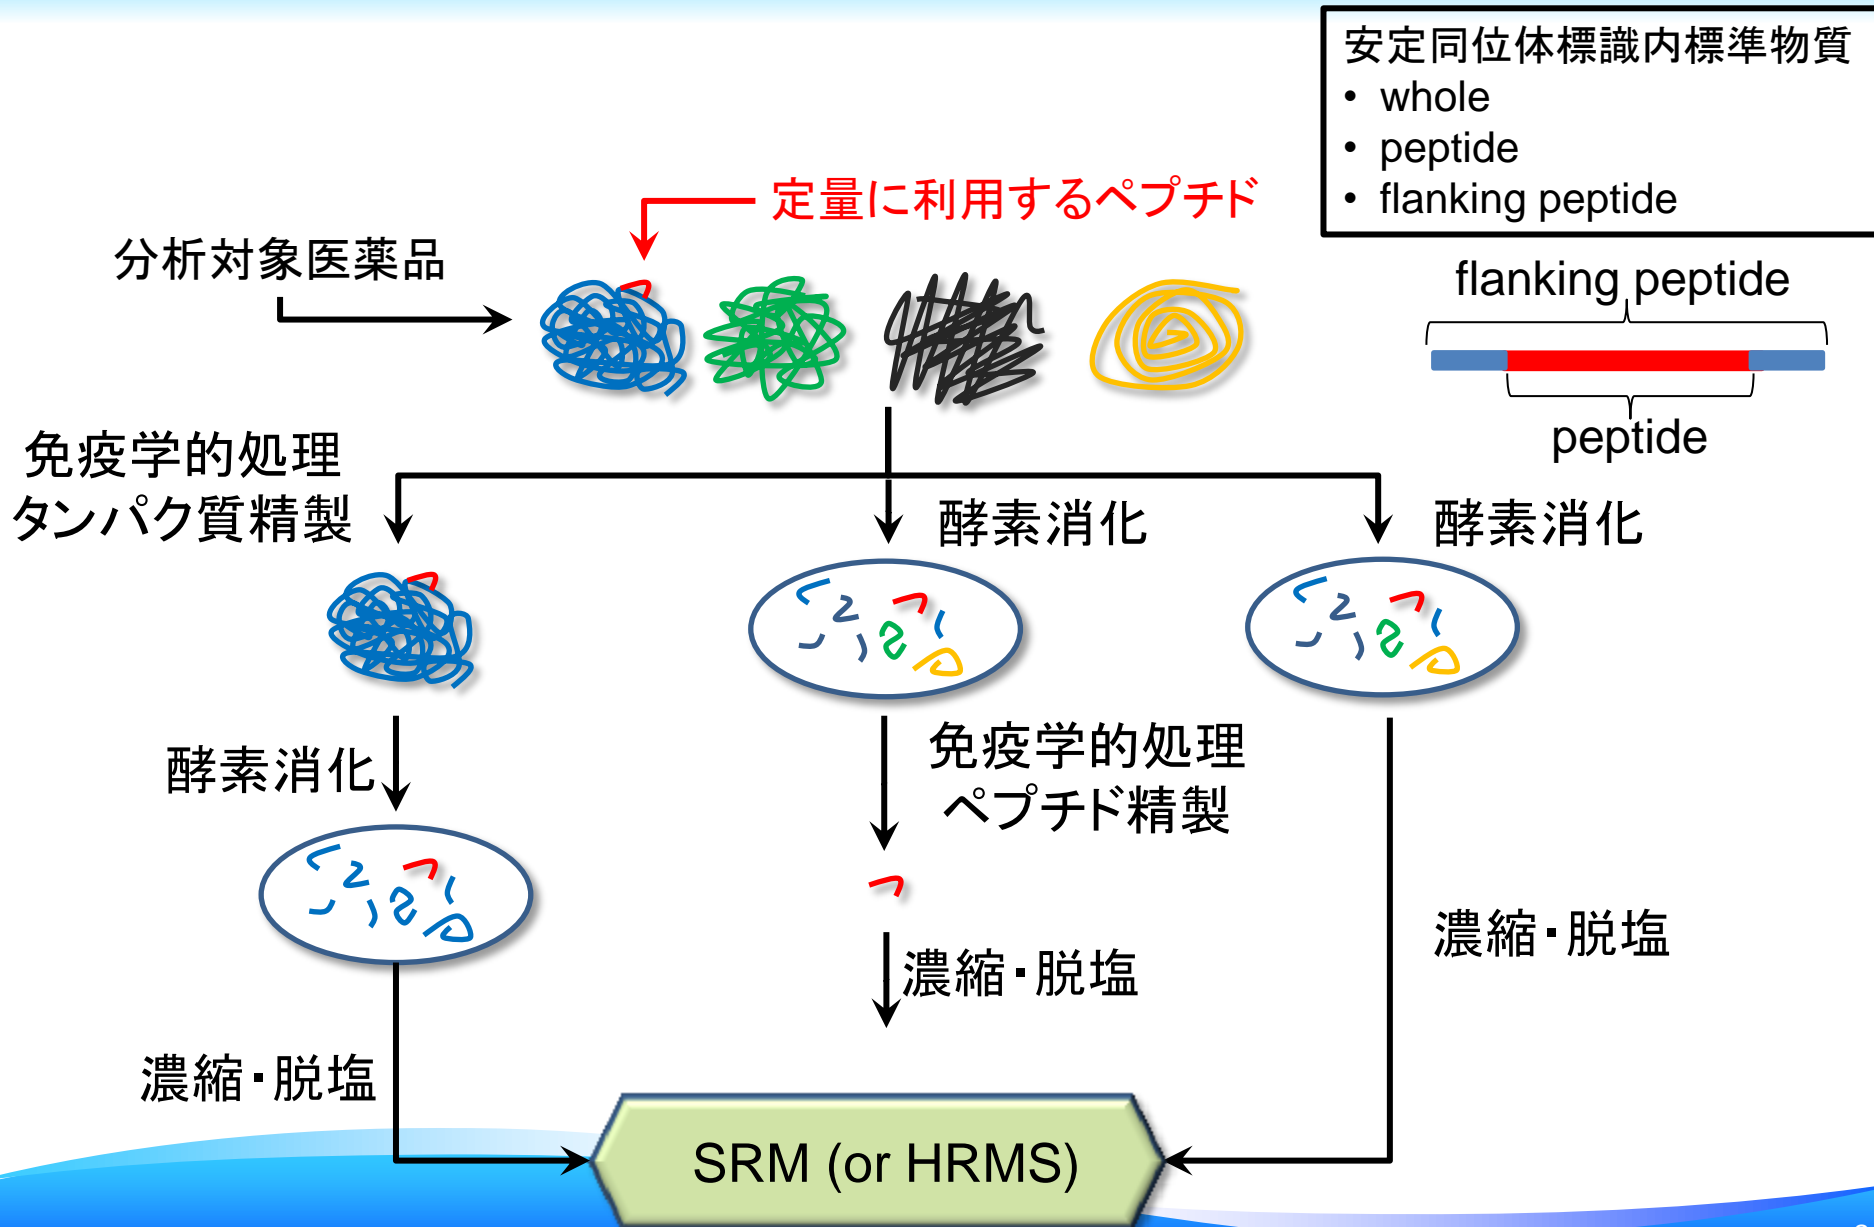 安定同位体標識内標準物質
• whole
• peptide
• flanking peptide
定量に利用するペプチド
分析対象医薬品
flanking peptide
peptide
免疫学的処理
タンパク質精製
酵素消化
酵素消化
酵素消化
免疫学的処理
ペプチド精製
濃縮・脱塩
濃縮・脱塩
濃縮・脱塩
SRM (or HRMS)